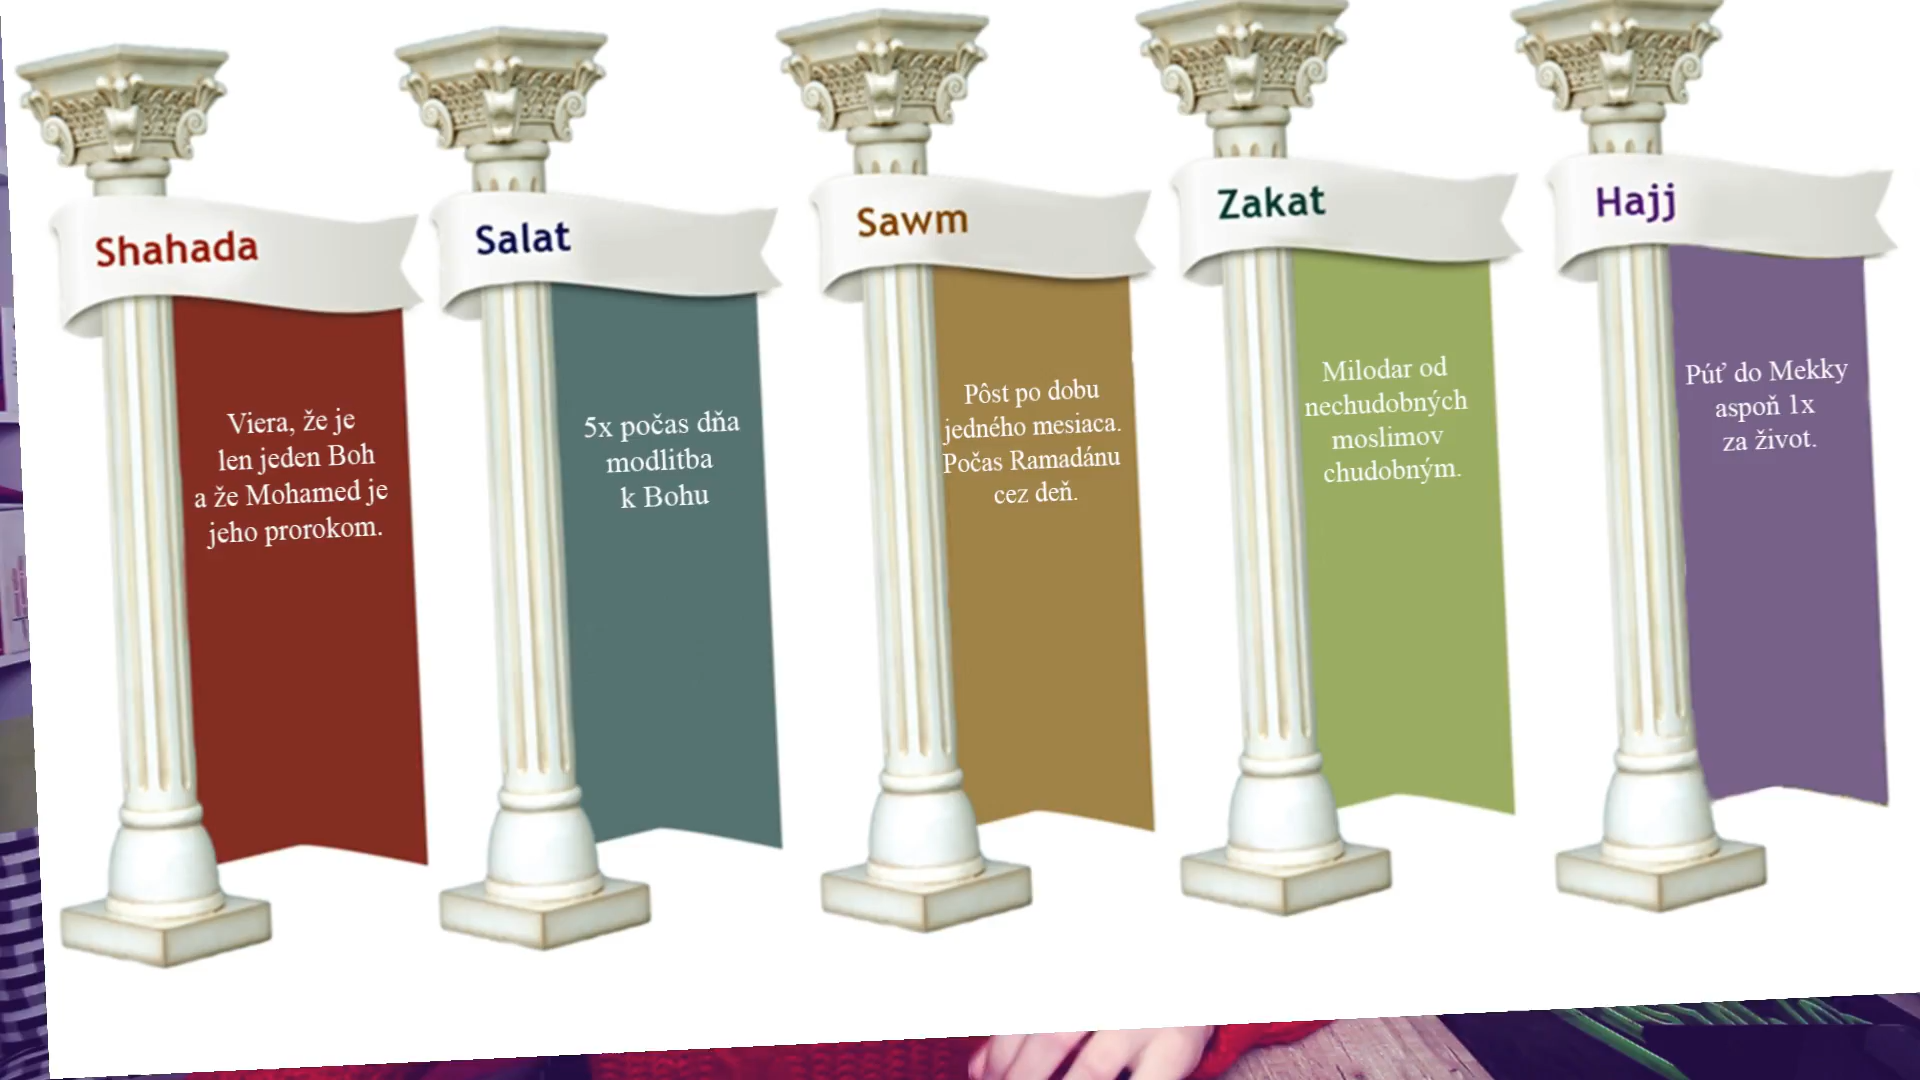 Shahada
Viera, že je
len jeden Boh
a že Mohamed je
jeho prorokom.
Salat
5x počas dňa
modlitba
k Bohu
Sawm
Pôst po dobu
jedného mesiaca.
Počas Ramadánu
cez deň.
Zakat
Milodar od
nechudobných
moslimov
chudobným.
Hajj
Púť do Mekky
aspoň 1x
za život.